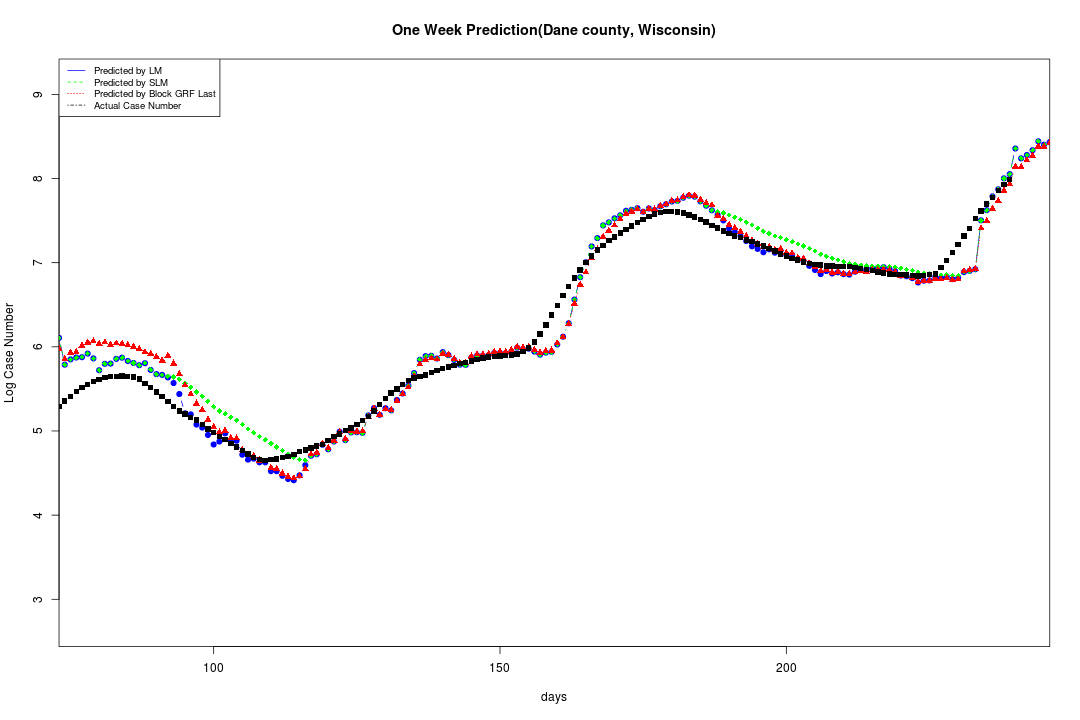 One Week Prediction(Dane county, Wisconsin)
Predicted by LM
Predicted by SLM
Predicted by Block GRF Last
Actual Case Number
9
8
7
6
5
4
3
Log Case Number
100 150 200
days